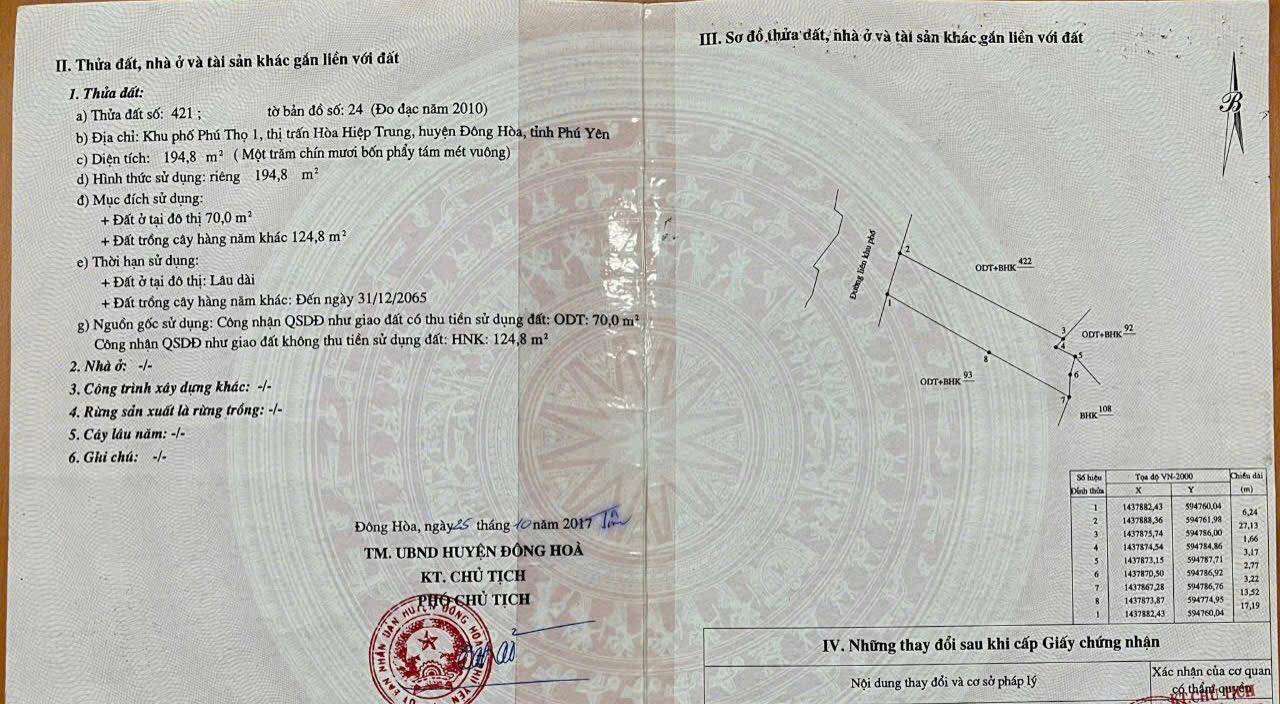 II. Thửa đất, nhà ở và tài sản khác gắn liền với đất
1. Thửa đất:
a) Thửa đất số: 421 ; tờ bản đồ số: 24 (Đo đạc năm 2010)
b) Địa chỉ: Khu phố Phú Thọ 1, thị trấn Hòa Hiệp Trung, huyện Đông Hòa, tỉnh Phú Yên
c) Diện tích: 194,8 m² ( Một trăm chín mươi bốn phẩy tám mét vuông)
d) Hình thức sử dụng: riêng 194,8 m²
đ) Mục đích sử dụng:
+ Đất ở tại đô thị 70,0 m²
+ Đất trồng cây hàng năm khác 124,8 m²
e) Thời hạn sử dụng:
+ Đất ở tại đô thị: Lâu dài
+ Đất trồng cây hàng năm khác: Đến ngày 31/12/2065
g) Nguồn gốc sử dụng: Công nhận QSDĐ như giao đất có thu tiền sử dụng đất: ODT: 70,0 m²
Công nhận QSDĐ như giao đất không thu tiền sử dụng đất: HNK: 124,8 m²
2. Nhà ở: -/-
3. Công trình xây dựng khác: -/-
4. Rừng sản xuất là rừng trồng: -/-
5. Cây lâu năm: -/-
6. Ghi chú: -/-
Đông Hòa, ngày 25 tháng 10 năm 2017
TM. UBND HUYỆN ĐÔNG HOÀ
KT. CHỦ TỊCH
PHÓ CHỦ TỊCH
III. Sơ đồ thửa đất, nhà ở và tài sản khác gắn liền với đất
B
Đường liên khu phố
2
ODT+BHK 422
1
3
ODT+BHK 92
4
5
8
6
ODT+BHK 93
7
BHK 108
Số hiệu Đỉnh thửa Tọa độ VN-2000 Chiều dài (m)
X Y
1 1437882,43 594760,04
6,24
2 1437888,36 594761,98
27,13
3 1437875,74 594786,00
1,66
4 1437874,54 594784,86
3,17
5 1437873,15 594787,71
2,77
6 1437870,50 594786,92
3,22
7 1437867,28 594786,76
13,52
8 1437873,87 594774,95
17,19
1 1437882,43 594760,04
IV. Những thay đổi sau khi cấp Giấy chứng nhận
Nội dung thay đổi và cơ sở pháp lý
Xác nhận của cơ quan
có thẩm quyền
KT.CHỦ TỊCH